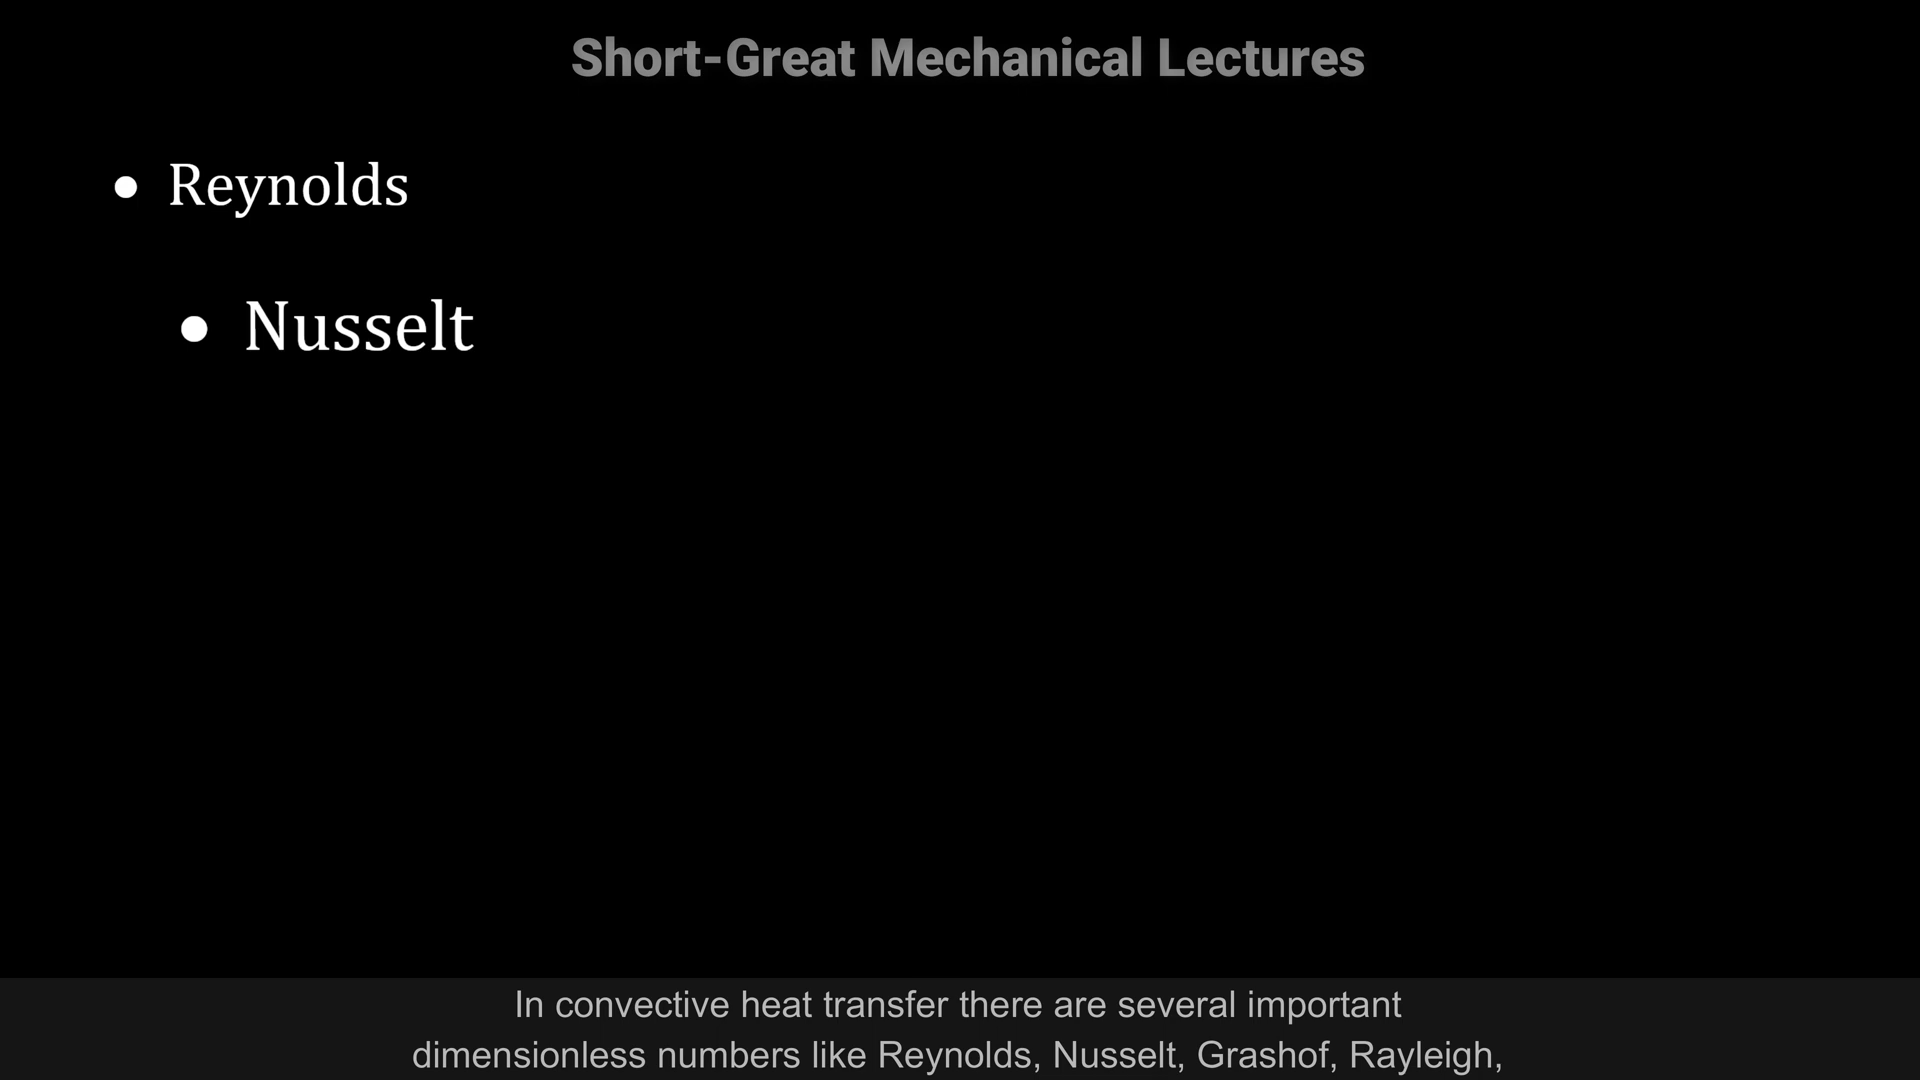 Short-Great Mechanical Lectures
• Reynolds
• Nusselt
In convective heat transfer there are several important
dimensionless numbers like Reynolds, Nusselt, Grashof, Rayleigh,